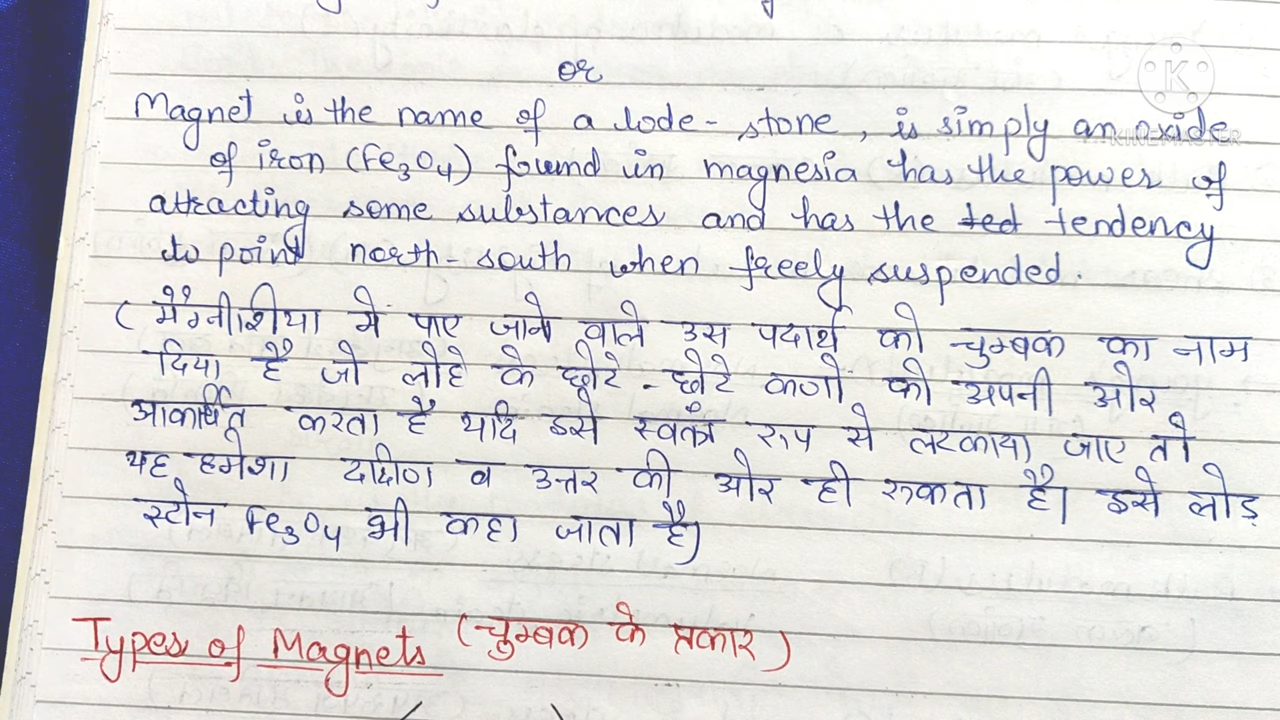 or
Magnet is the name of a lode-stone, is simply an oxide
of iron (Fe3O4) found in magnesia has the power of
attracting some substances and has the ted tendency
to point north-south when freely suspended.
( मैग्नीशिया में पाए जाने वाले उस पदार्थ को चुम्बक का नाम
दिया है जो लोहे के छोटे-छोटे कणों को अपनी ओर
आकर्षित करता है यदि इसे स्वतंत्र रूप से लटकाया जाए तो
यह हमेशा दक्षिण व उत्तर की ओर ही रुकता है। इसे लोड़
स्टोन Fe3O4 भी कहा जाता है)
Types of Magnets (चुम्बक के प्रकार)
KINEMASTER